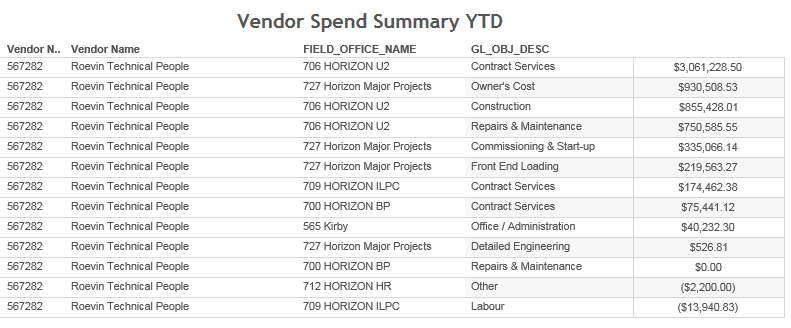 Vendor Spend Summary YTD
Vendor N.. Vendor Name FIELD_OFFICE_NAME GL_OBJ_DESC
567282 Roevin Technical People 706 HORIZON U2 Contract Services $3,061,228.50
567282 Roevin Technical People 727 Horizon Major Projects Owner's Cost $930,508.53
567282 Roevin Technical People 706 HORIZON U2 Construction $855,428.01
567282 Roevin Technical People 706 HORIZON U2 Repairs & Maintenance $750,585.55
567282 Roevin Technical People 727 Horizon Major Projects Commissioning & Start-up $335,066.14
567282 Roevin Technical People 727 Horizon Major Projects Front End Loading $219,563.27
567282 Roevin Technical People 709 HORIZON ILPC Contract Services $174,462.38
567282 Roevin Technical People 700 HORIZON BP Contract Services $75,441.12
567282 Roevin Technical People 565 Kirby Office / Administration $40,232.30
567282 Roevin Technical People 727 Horizon Major Projects Detailed Engineering $526.81
567282 Roevin Technical People 700 HORIZON BP Repairs & Maintenance $0.00
567282 Roevin Technical People 712 HORIZON HR Other ($2,200.00)
567282 Roevin Technical People 709 HORIZON ILPC Labour ($13,940.83)